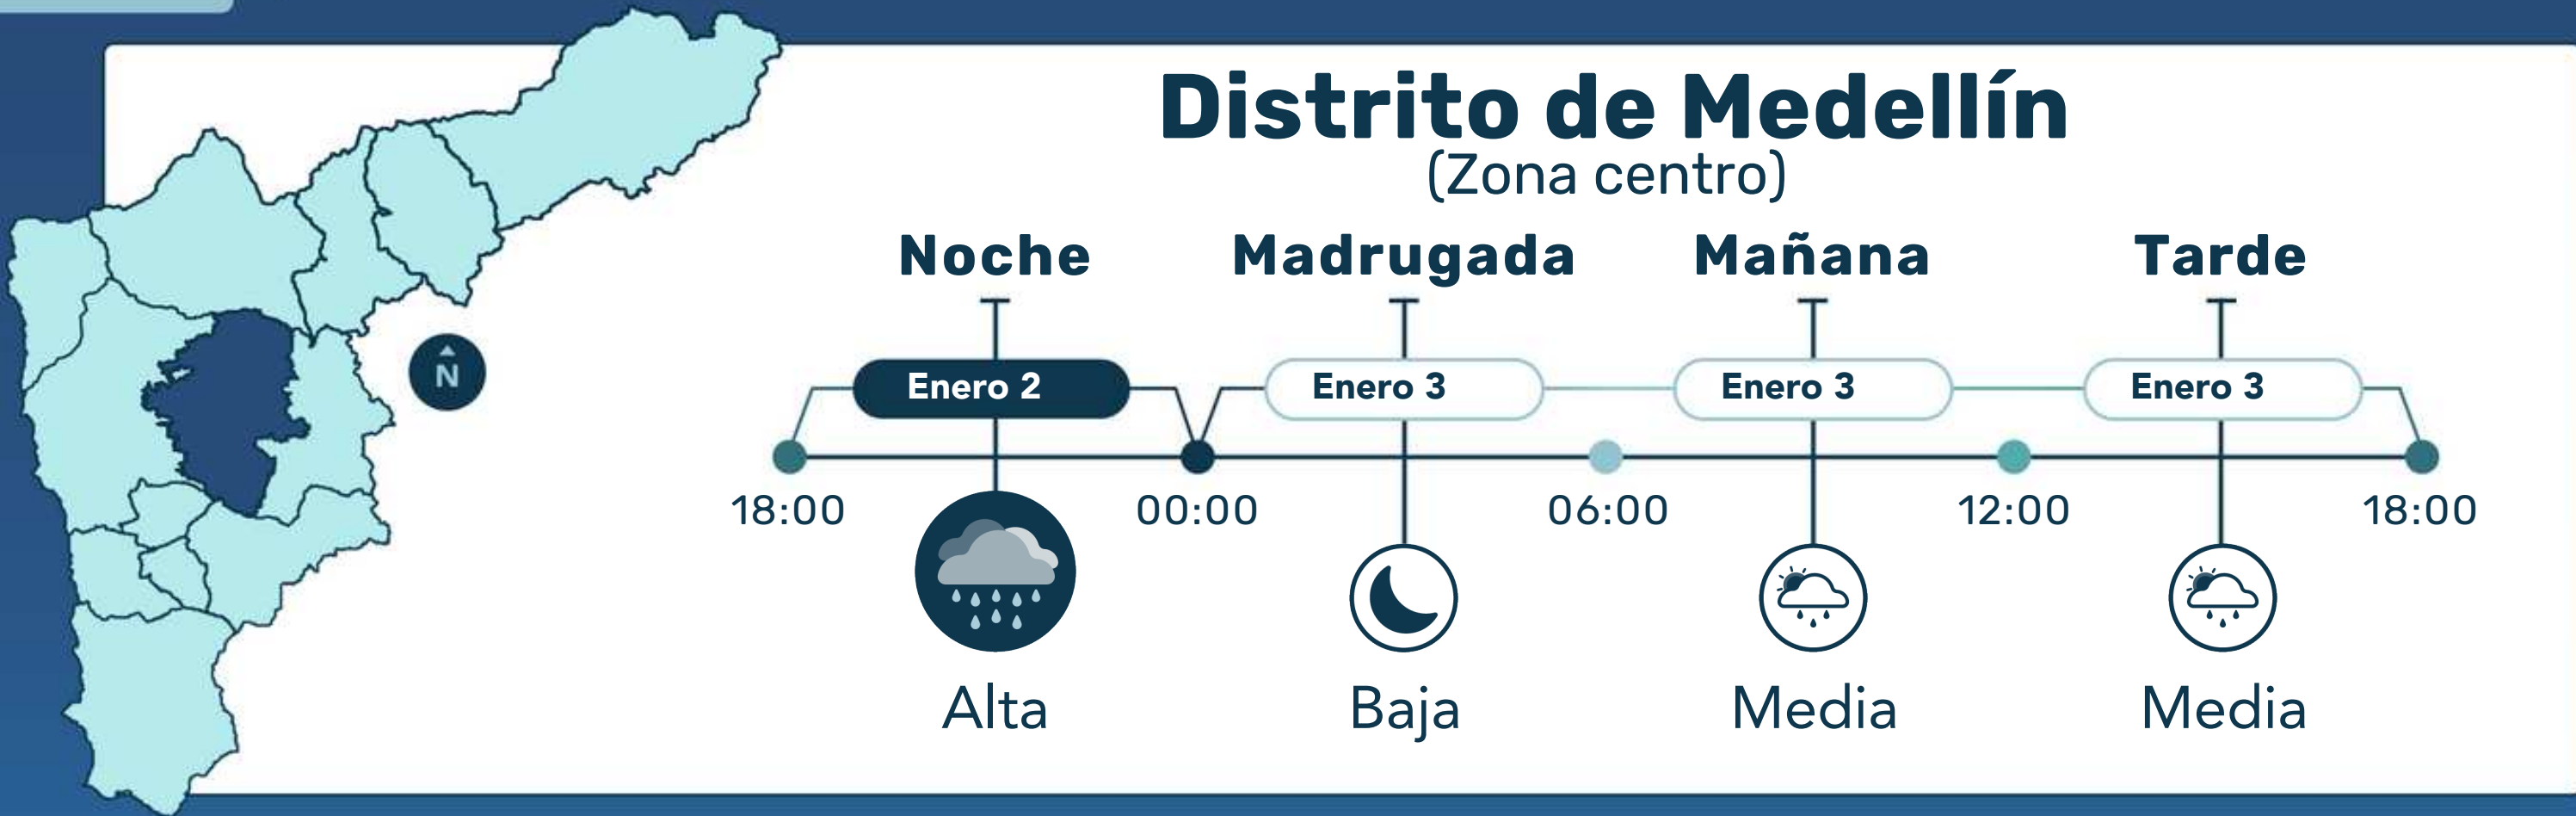 Distrito de Medellín
(Zona centro)
Noche Madrugada Mañana Tarde
Enero 2 Enero 3 Enero 3 Enero 3
N
18:00 00:00 06:00 12:00 18:00
Alta Baja Media Media